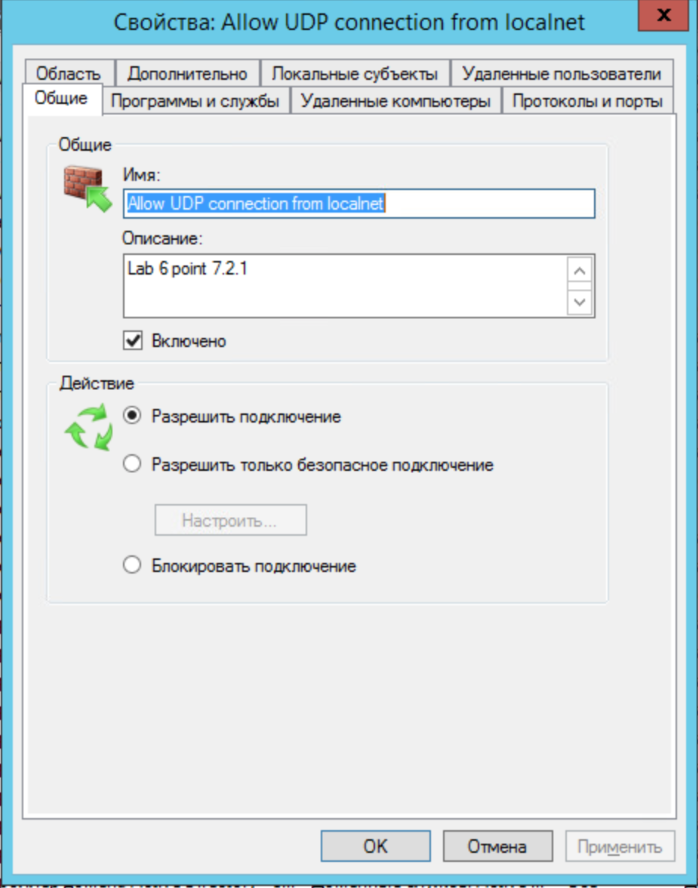 Свойства: Allow UDP connection from localnet
x
Область Дополнительно Локальные субъекты Удаленные пользователи
Общие Программы и службы Удаленные компьютеры Протоколы и порты
Общие
Имя:
Allow UDP connection from localnet
Описание:
Lab 6 point 7.2.1
Включено
Действие
Разрешить подключение
Разрешить только безопасное подключение
Настроить...
Блокировать подключение
OK Отмена Применить